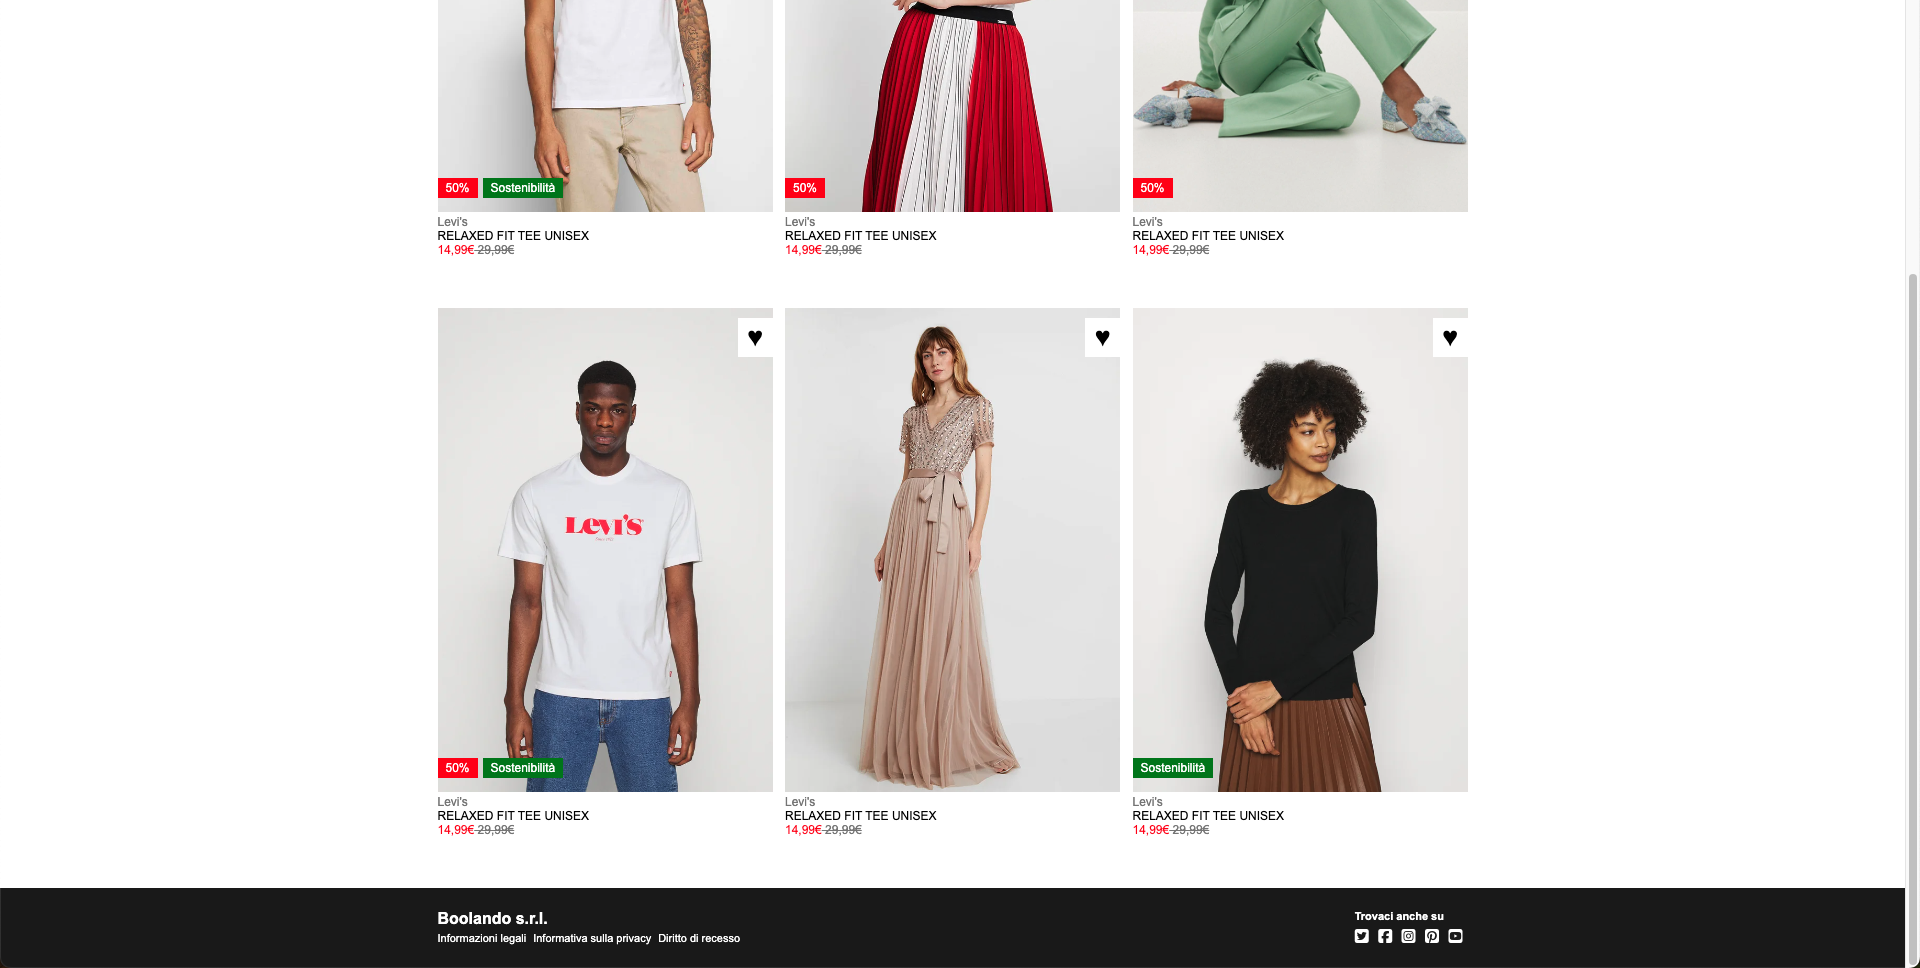 50% Sostenibilità
Levi's
RELAXED FIT TEE UNISEX
14,99€ 29,99€
50%
Levi's
RELAXED FIT TEE UNISEX
14,99€ 29,99€
50%
Levi's
RELAXED FIT TEE UNISEX
14,99€ 29,99€
♥
Levi's
50% Sostenibilità
Levi's
RELAXED FIT TEE UNISEX
14,99€ 29,99€
♥
Levi's
RELAXED FIT TEE UNISEX
14,99€ 29,99€
♥
Sostenibilità
Levi's
RELAXED FIT TEE UNISEX
14,99€ 29,99€
Boolando s.r.l.
Informazioni legali Informativa sulla privacy Diritto di recesso
Trovaci anche su